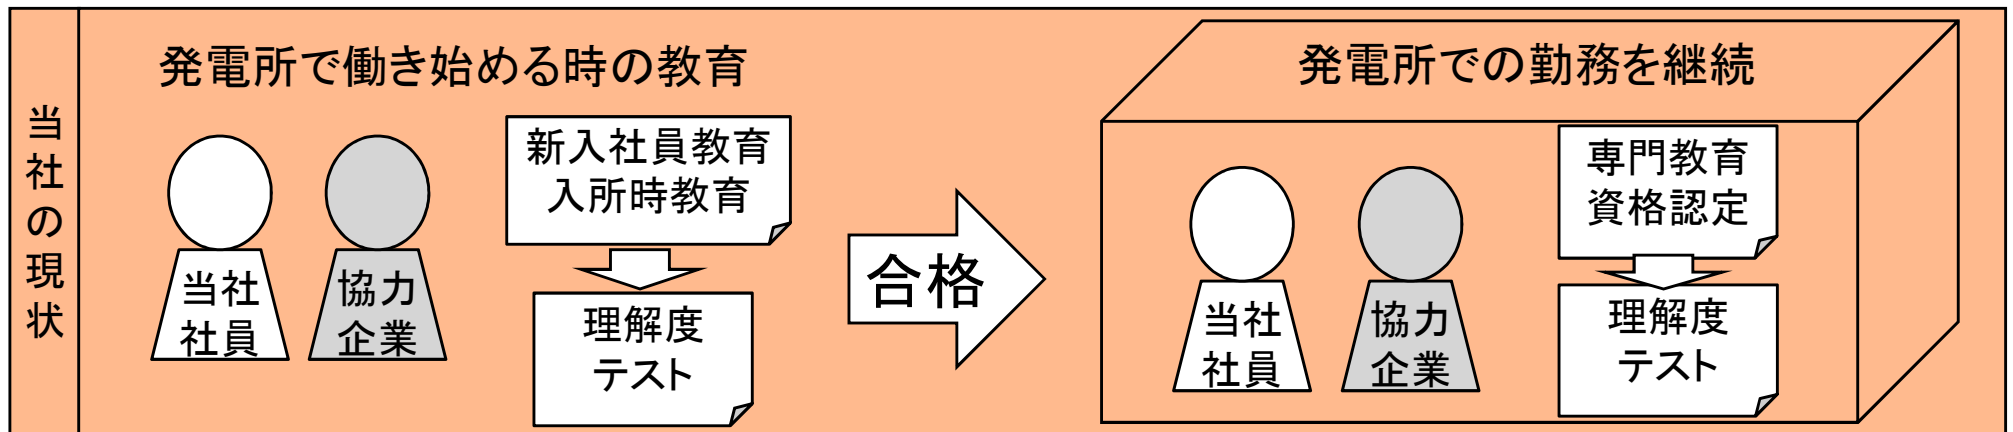 当社の現状
発電所で働き始める時の教育
当社
社員
協力
企業
新入社員教育
入所時教育
理解度
テスト
合格
発電所での勤務を継続
当社
社員
協力
企業
専門教育
資格認定
理解度
テスト